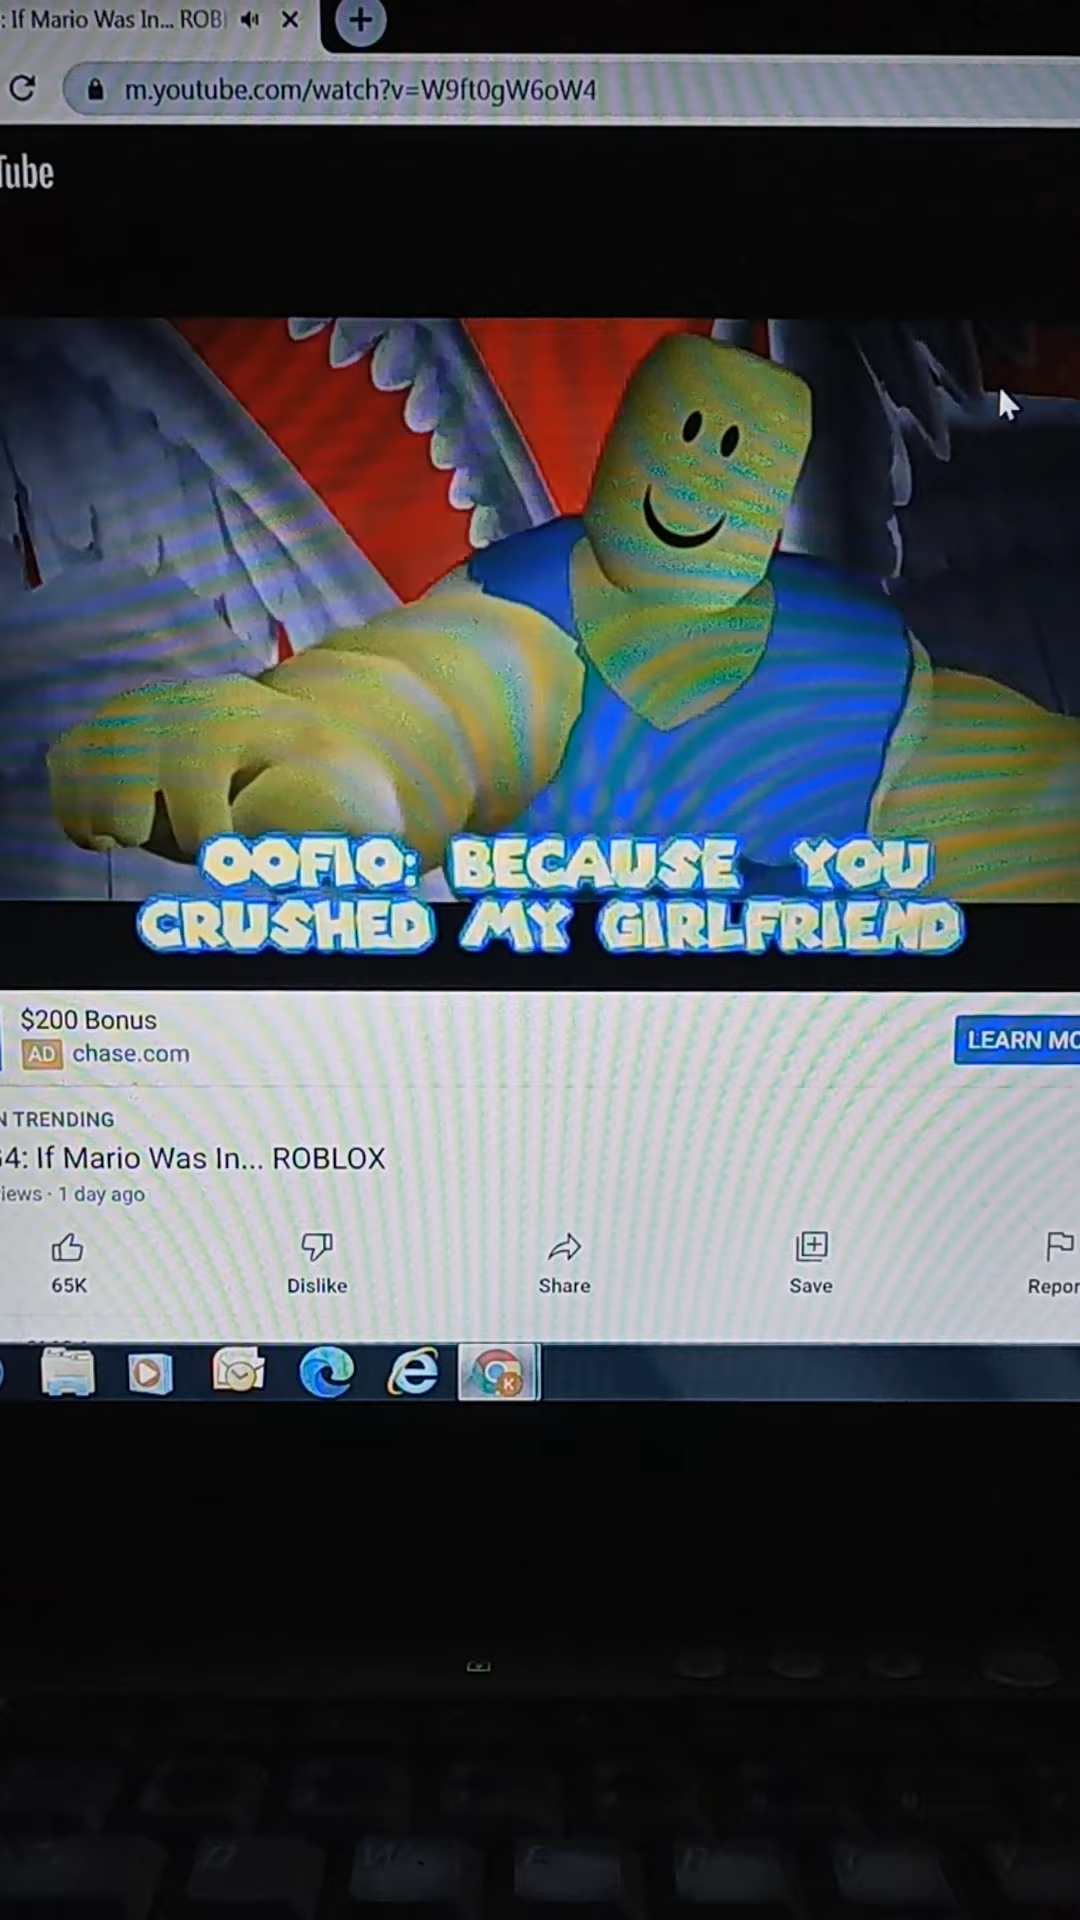 : If Mario Was In... ROB
m.youtube.com/watch?v=W9ft0gW6oW4
Tube
OOFIO: BECAUSE YOU
CRUSHED MY GIRLFRIEND
$200 Bonus
AD chase.com
LEARN MO
N TRENDING
64: If Mario Was In... ROBLOX
iews · 1 day ago
65K
Dislike
Share
Save
Repor
K